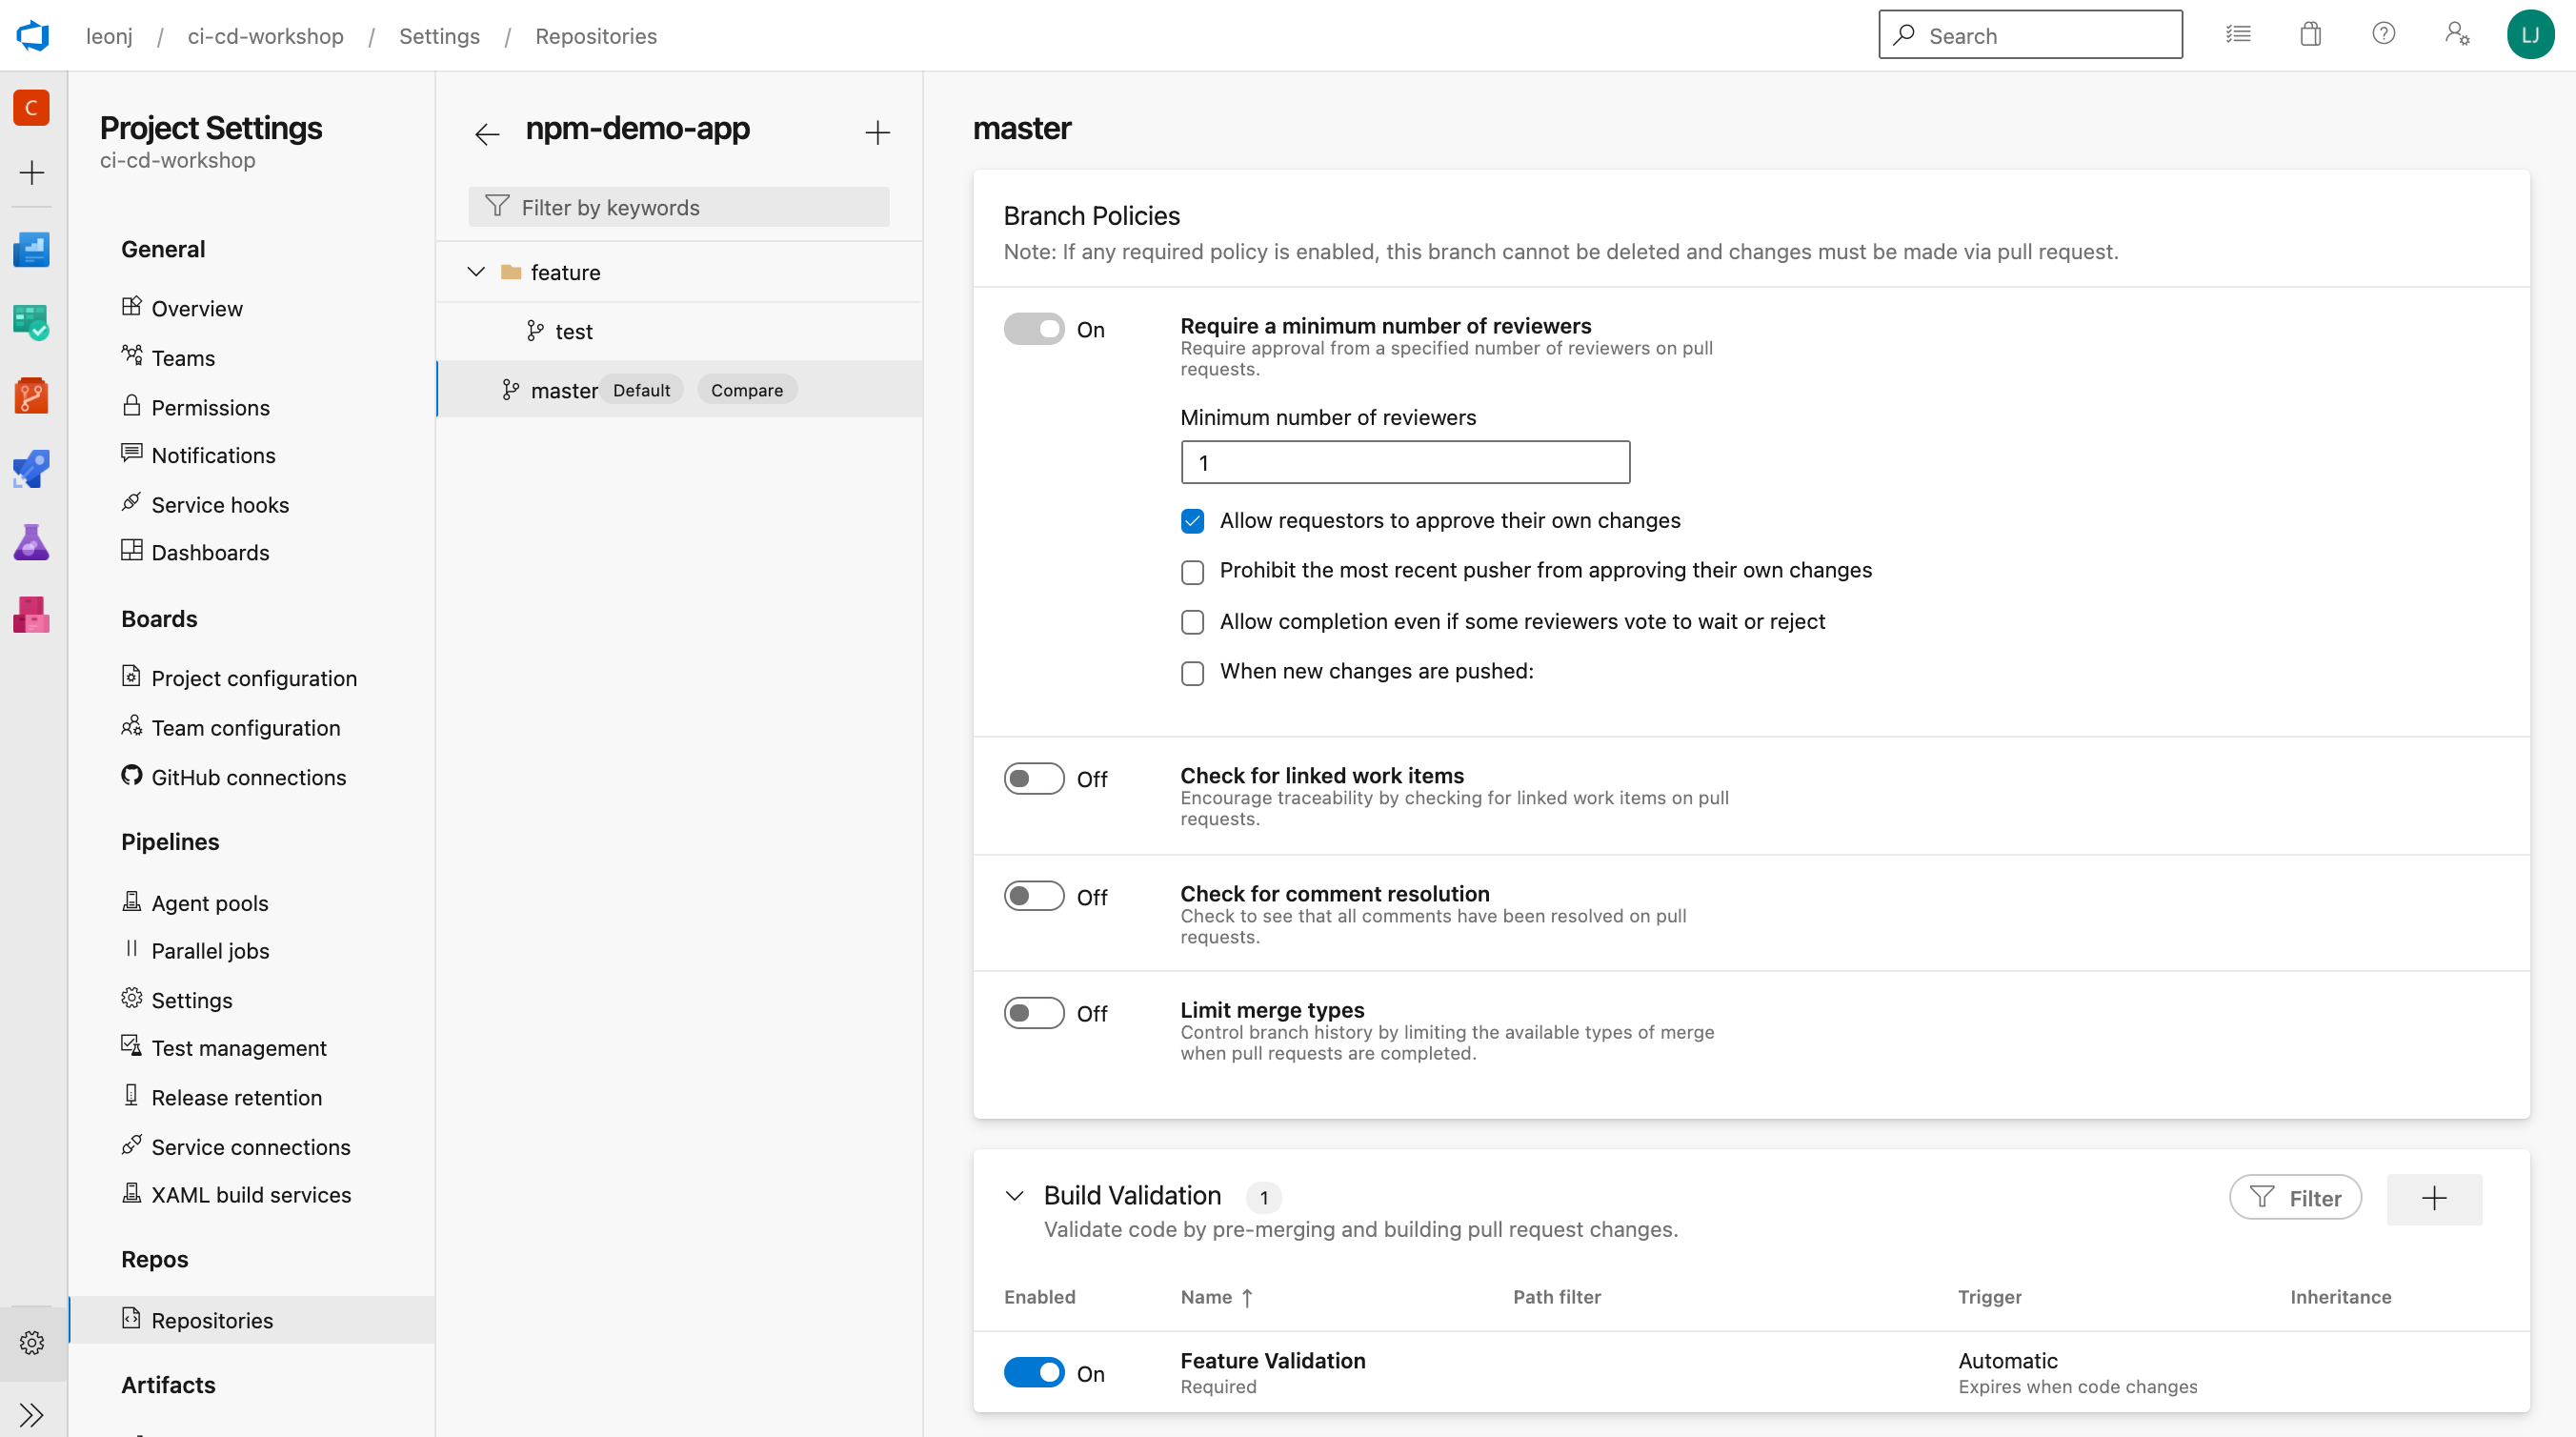 leonj / ci-cd-workshop / Settings / Repositories
Search
LJ
C
Project Settings
ci-cd-workshop
General
Overview
Teams
Permissions
Notifications
Service hooks
Dashboards
Boards
Project configuration
Team configuration
GitHub connections
Pipelines
Agent pools
Parallel jobs
Settings
Test management
Release retention
Service connections
XAML build services
Repos
Repositories
Artifacts
npm-demo-app
Filter by keywords
feature
test
master Default Compare
master
Branch Policies
Note: If any required policy is enabled, this branch cannot be deleted and changes must be made via pull request.
On
Require a minimum number of reviewers
Require approval from a specified number of reviewers on pull
requests.
Minimum number of reviewers
1
Allow requestors to approve their own changes
Prohibit the most recent pusher from approving their own changes
Allow completion even if some reviewers vote to wait or reject
When new changes are pushed:
Off
Check for linked work items
Encourage traceability by checking for linked work items on pull
requests.
Off
Check for comment resolution
Check to see that all comments have been resolved on pull
requests.
Off
Limit merge types
Control branch history by limiting the available types of merge
when pull requests are completed.
Build Validation 1
Filter
Validate code by pre-merging and building pull request changes.
Enabled Name Path filter Trigger Inheritance
On Feature Validation Automatic
Required Expires when code changes